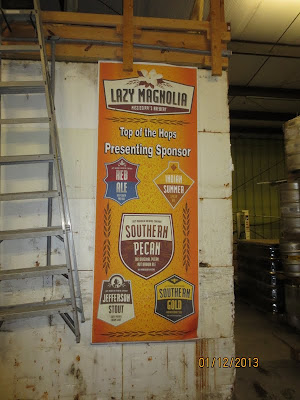 LAZY MAGNOLIA
MISSISSIPPI'S BREWERY
Top of the Hops
Presenting Sponsor
RED
ALE
INDIAN
SUMMER
SOUTHERN
PECAN
JEFFERSON
STOUT
SOUTHERN
GOLD
01/12/2013